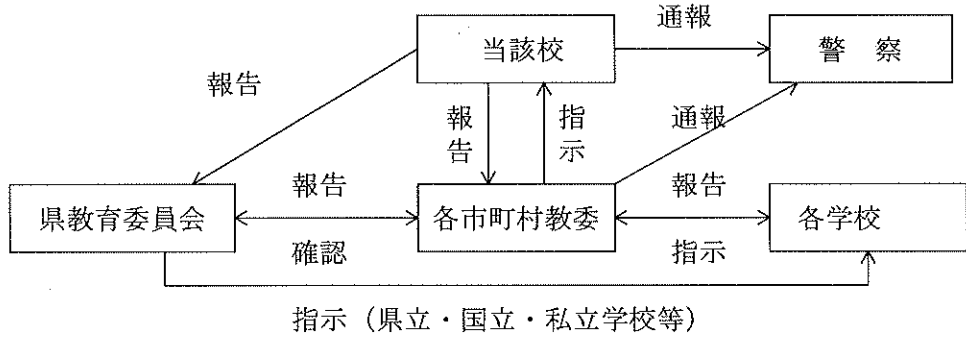 通報
当該校
警 察
報告
報告
指示
通報
報告
報告
県教育委員会
各市町村教委
各学校
確認
指示
指示（県立・国立・私立学校等）